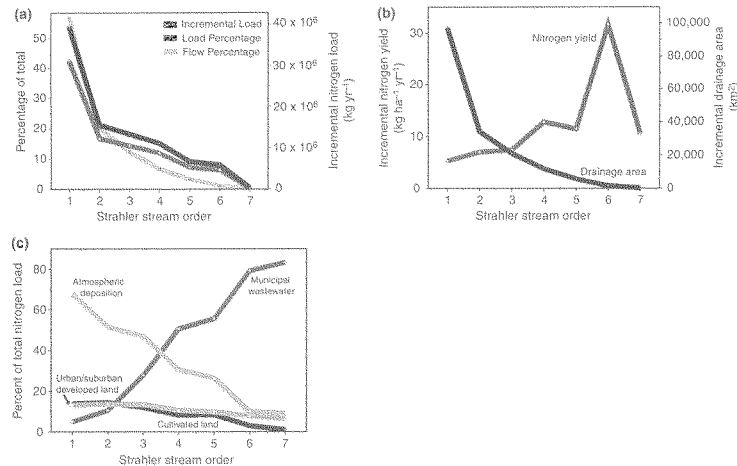 (a)
Incremental Load
Load Percentage
Flow Percentage
Percentage of total
50
40
30
20
10
0
40 x 10⁶
30 x 10⁶
20 x 10⁶
10 x 10⁶
0
Incremental nitrogen load
(kg yr⁻¹)
1 2 3 4 5 6 7
Strahler stream order
(b)
Nitrogen yield
Drainage area
Incremental nitrogen yield
(kg ha⁻¹ yr⁻¹)
30
20
10
0
100,000
80,000
60,000
40,000
20,000
0
Incremental drainage area
(km²)
1 2 3 4 5 6 7
Strahler stream order
(c)
Atmospheric
deposition
Municipal
wastewater
Urban/suburban
developed land
Cultivated land
Percent of total nitrogen load
80
60
40
20
0
1 2 3 4 5 6 7
Strahler stream order